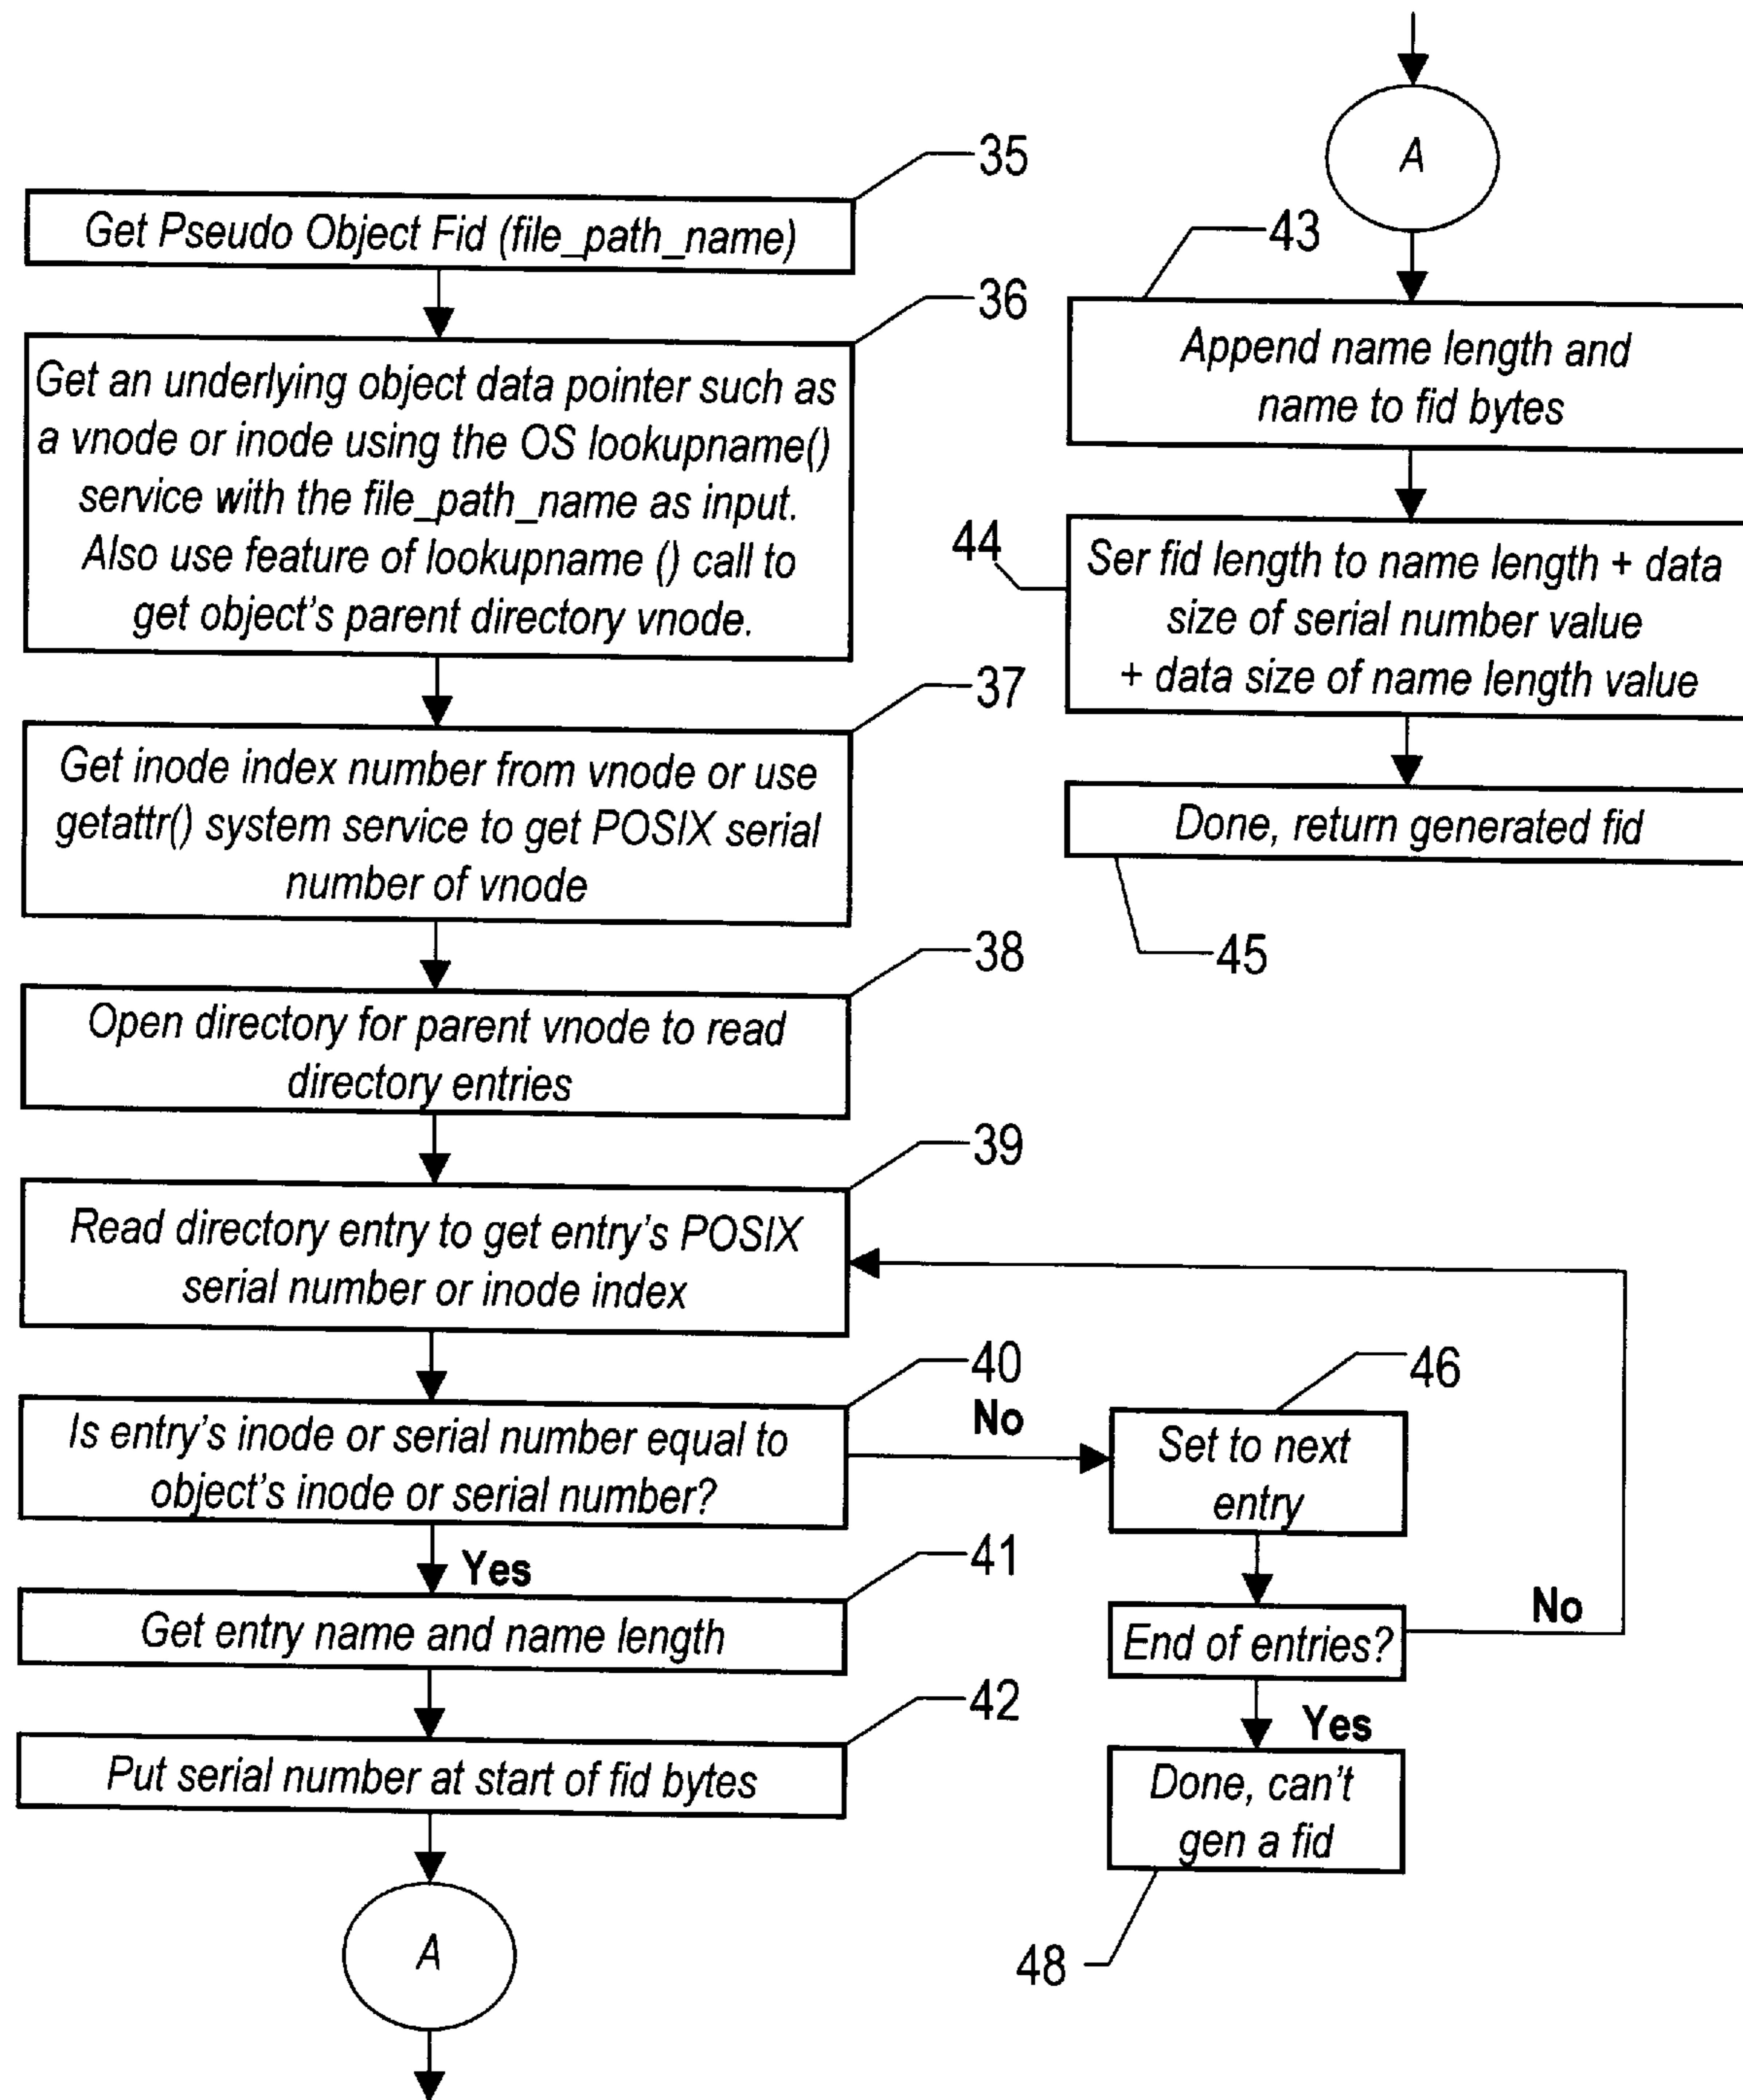 35
Get Pseudo Object Fid (file_path_name)
36
Get an underlying object data pointer such as
a vnode or inode using the OS lookupname()
service with the file_path_name as input.
Also use feature of lookupname () call to
get object's parent directory vnode.
37
Get inode index number from vnode or use
getattr() system service to get POSIX serial
number of vnode
38
Open directory for parent vnode to read
directory entries
39
Read directory entry to get entry's POSIX
serial number or inode index
40
Is entry's inode or serial number equal to
object's inode or serial number?
No
46
Set to next
entry
End of entries?
No
Yes
Done, can't
gen a fid
48
Yes
41
Get entry name and name length
42
Put serial number at start of fid bytes
A
A
43
Append name length and
name to fid bytes
44
Ser fid length to name length + data
size of serial number value
+ data size of name length value
Done, return generated fid
45